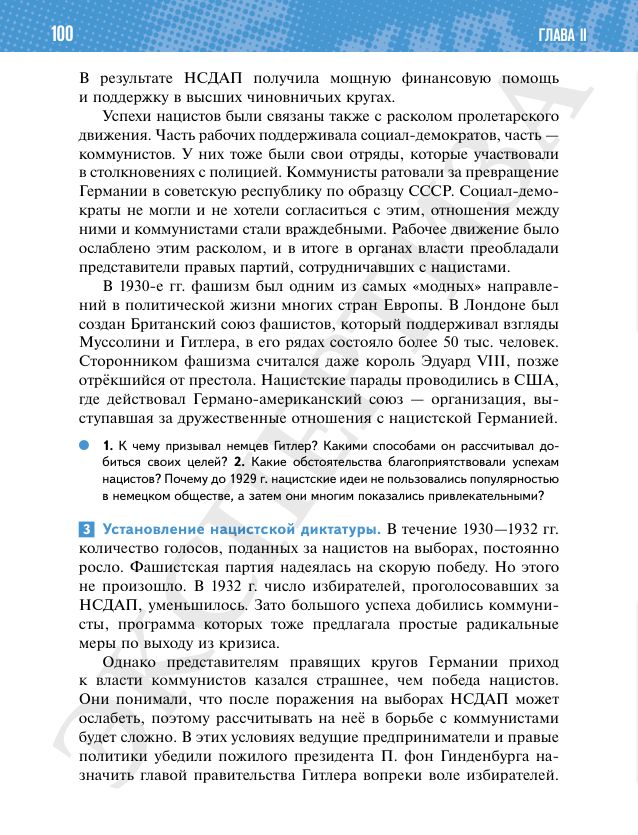 100
ГЛАВА II
В результате НСДАП получила мощную финансовую помощь
и поддержку в высших чиновничьих кругах.
Успехи нацистов были связаны также с расколом пролетарского
движения. Часть рабочих поддерживала социал-демократов, часть —
коммунистов. У них тоже были свои отряды, которые участвовали
в столкновениях с полицией. Коммунисты ратовали за превращение
Германии в советскую республику по образцу СССР. Социал-демо-
краты не могли и не хотели согласиться с этим, отношения между
ними и коммунистами стали враждебными. Рабочее движение было
ослаблено этим расколом, и в итоге в органах власти преобладали
представители правых партий, сотрудничавших с нацистами.
В 1930-е гг. фашизм был одним из самых «модных» направле-
ний в политической жизни многих стран Европы. В Лондоне был
создан Британский союз фашистов, который поддерживал взгляды
Муссолини и Гитлера, в его рядах состояло более 50 тыс. человек.
Сторонником фашизма считался даже король Эдуард VIII, позже
отрёкшийся от престола. Нацистские парады проводились в США,
где действовал Германо-американский союз — организация, вы-
ступавшая за дружественные отношения с нацистской Германией.
1. К чему призывал немцев Гитлер? Какими способами он рассчитывал до-
биться своих целей? 2. Какие обстоятельства благоприятствовали успехам
нацистов? Почему до 1929 г. нацистские идеи не пользовались популярностью
в немецком обществе, а затем они многим показались привлекательными?
3 Установление нацистской диктатуры. В течение 1930—1932 гг.
количество голосов, поданных за нацистов на выборах, постоянно
росло. Фашистская партия надеялась на скорую победу. Но этого
не произошло. В 1932 г. число избирателей, проголосовавших за
НСДАП, уменьшилось. Зато большого успеха добились коммуни-
сты, программа которых тоже предлагала простые радикальные
меры по выходу из кризиса.
Однако представителям правящих кругов Германии приход
к власти коммунистов казался страшнее, чем победа нацистов.
Они понимали, что после поражения на выборах НСДАП может
ослабеть, поэтому рассчитывать на неё в борьбе с коммунистами
будет сложно. В этих условиях ведущие предприниматели и правые
политики убедили пожилого президента П. фон Гинденбурга на-
значить главой правительства Гитлера вопреки воле избирателей.
ЭКСПЕРТИЗА